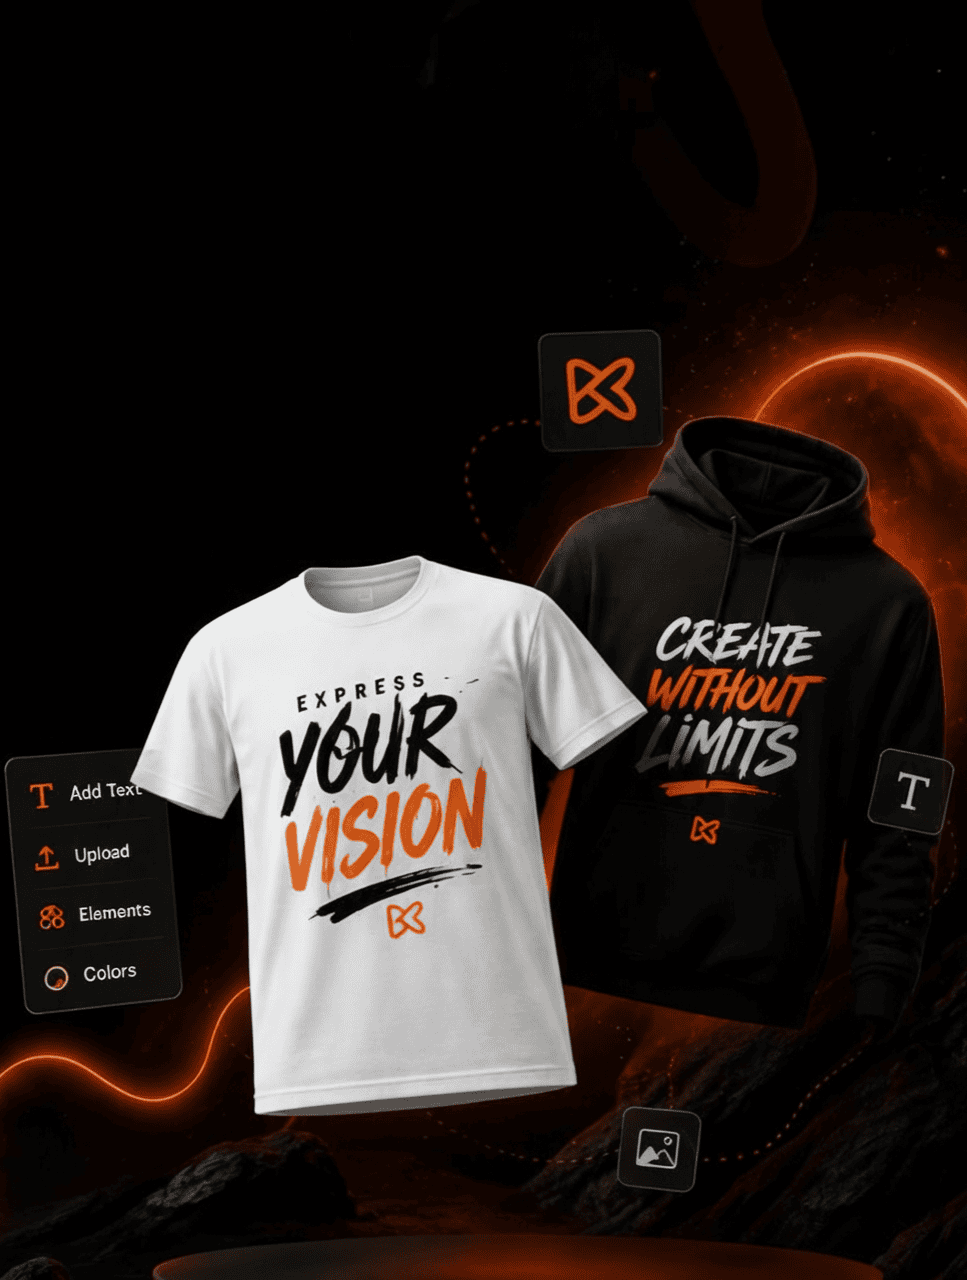 EXPRESS
YOUR
VISION
CREATE
WITHOUT
LiMITS
Add Text
Upload
Elements
Colors
T